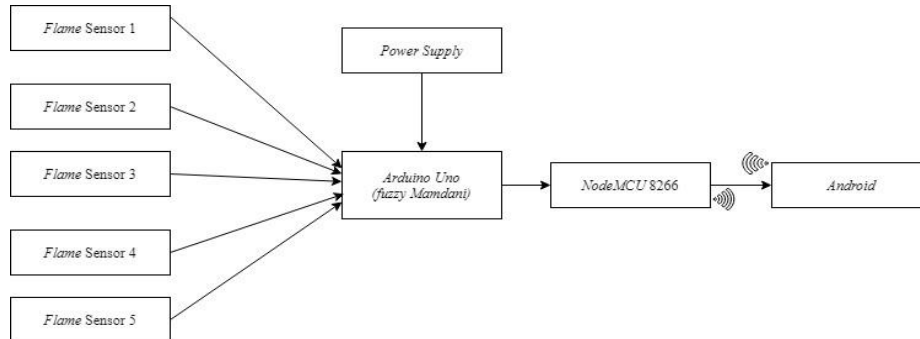 Flame Sensor 1
Power Supply
Flame Sensor 2
Flame Sensor 3
Arduino Uno
(fuzzy Mamdani)
NodeMCU 8266
Android
Flame Sensor 4
Flame Sensor 5